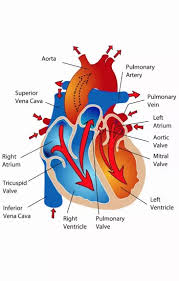 Aorta
Pulmonary
Artery
Superior
Vena Cava
Pulmonary
Vein
Left
Atrium
Aortic
Valve
Mitral
Valve
Right
Atrium
Tricuspid
Valve
Inferior
Vena Cava
Right
Ventricle
Pulmonary
Valve
Left
Ventricle